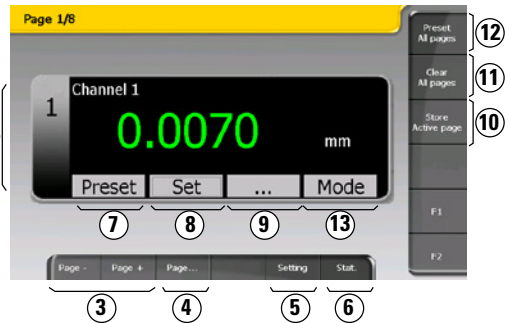 Page 1/8
Preset
All pages
12
Clear
All pages
11
Store
Active page
10
1
Channel 1
0.0070 mm
Preset Set ... Mode
7 8 9 13
F1
F2
Page - Page + Page... Setting Stat.
3 4 5 6